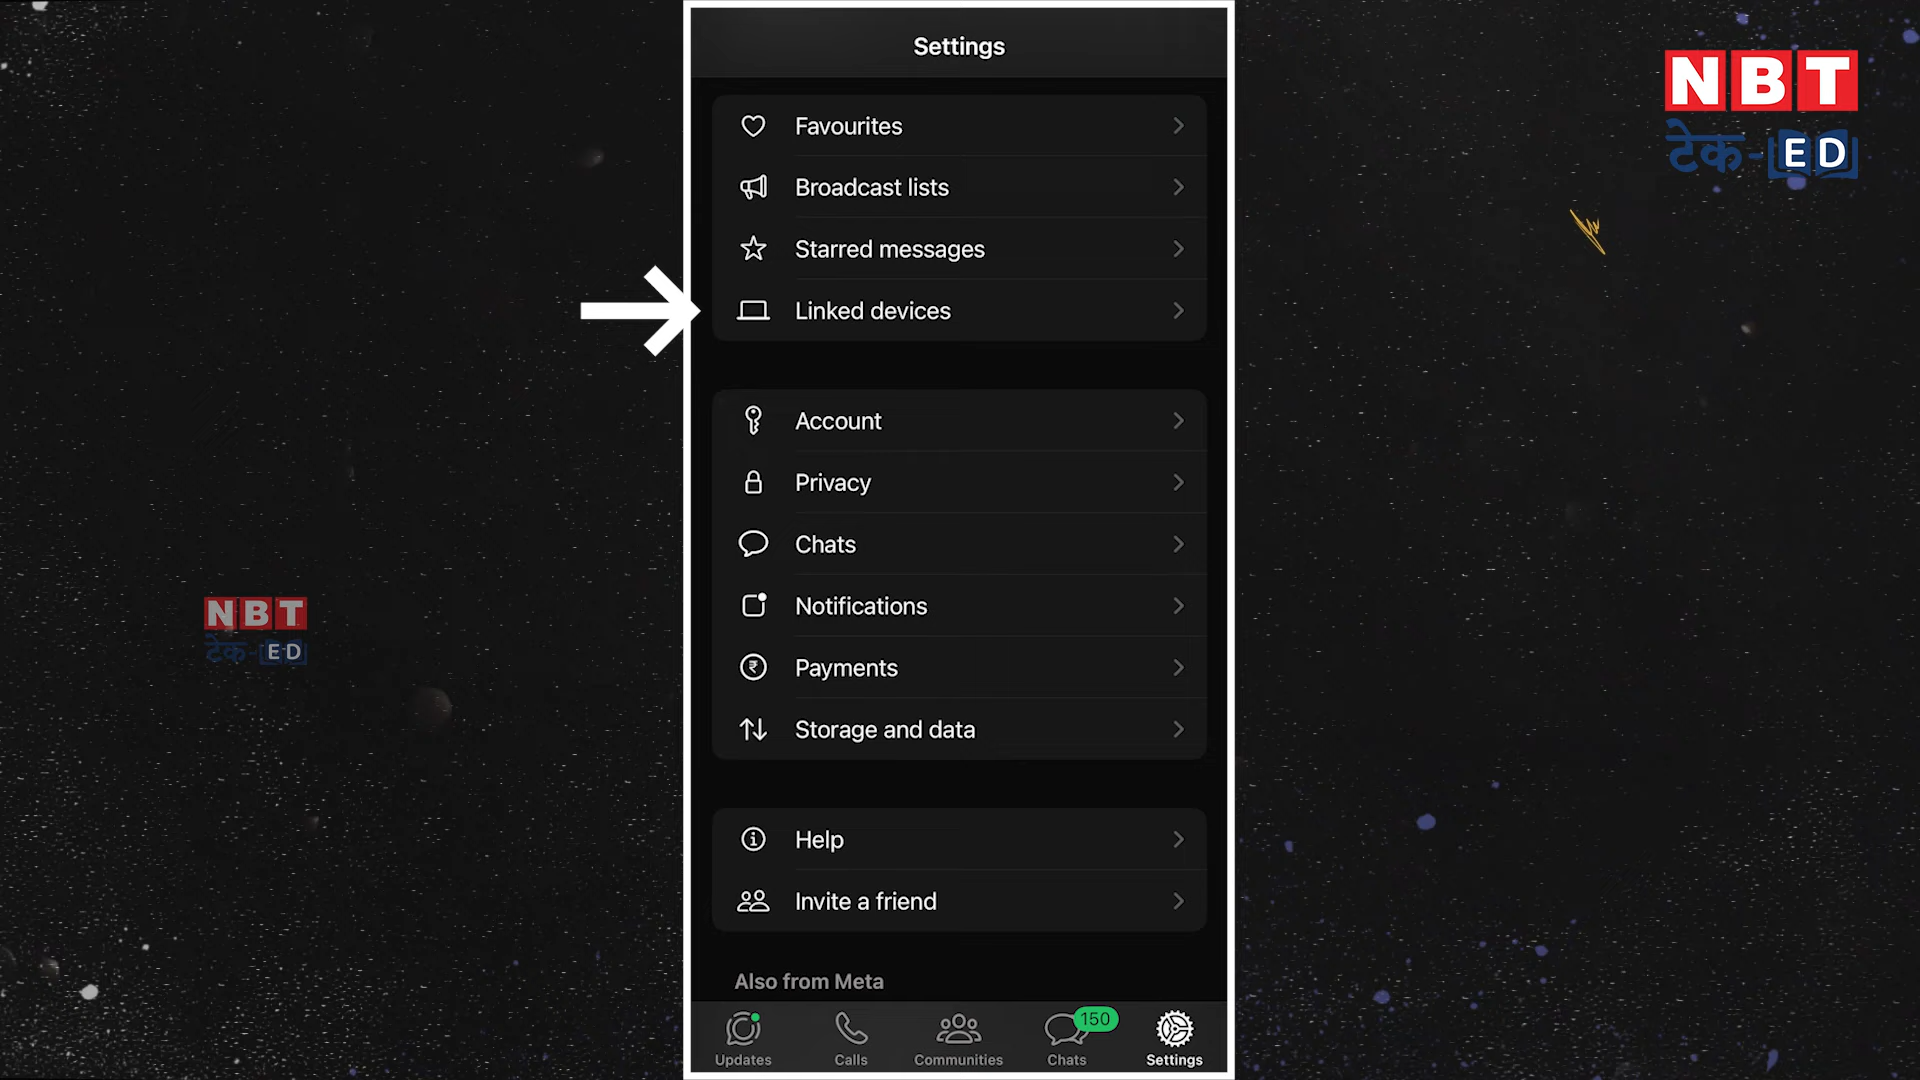 Settings
NBT
टेक-ED
Favourites
Broadcast lists
Starred messages
Linked devices
Account
Privacy
Chats
Notifications
NBT
टेक-ED
Payments
Storage and data
Help
Invite a friend
Also from Meta
150
Updates
Calls
Communities
Chats
Settings